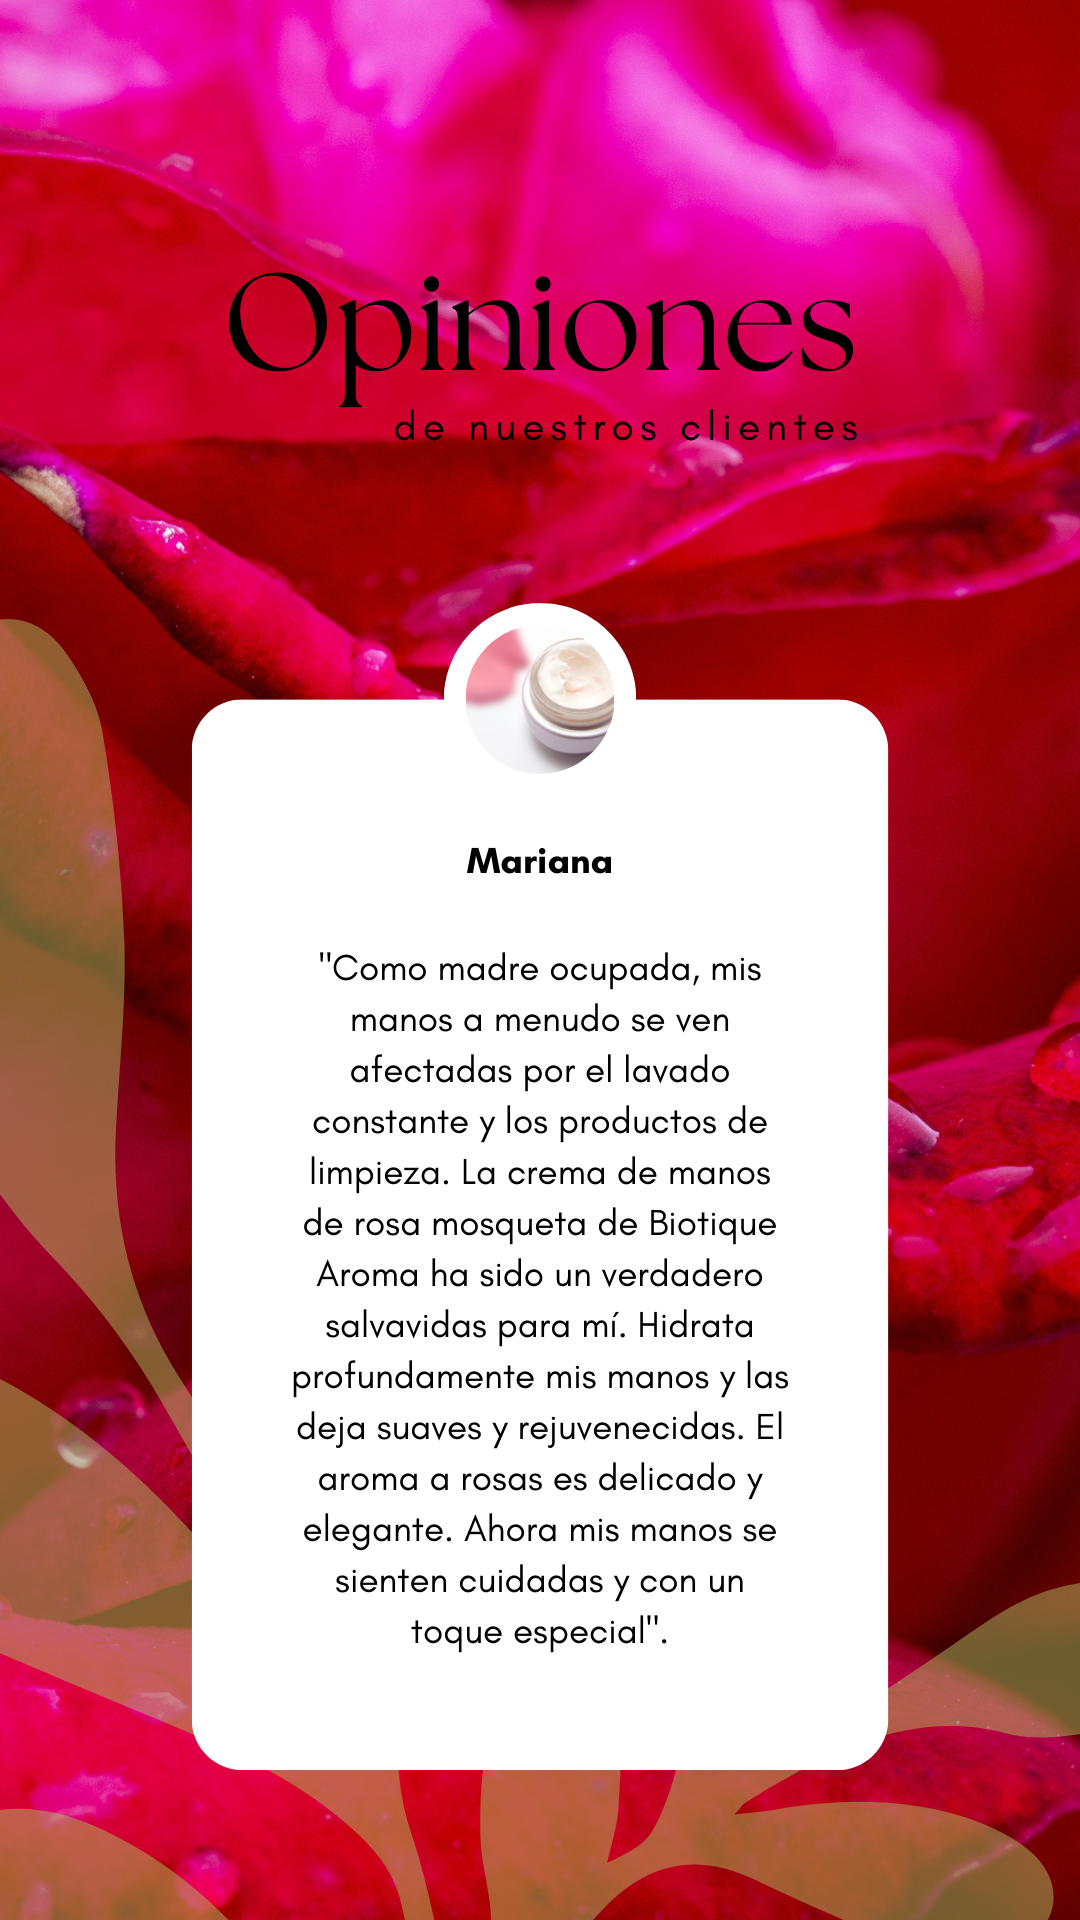 Opiniones
de nuestros clientes
Mariana
"Como madre ocupada, mis
manos a menudo se ven
afectadas por el lavado
constante y los productos de
limpieza. La crema de manos
de rosa mosqueta de Biotique
Aroma ha sido un verdadero
salvavidas para mí. Hidrata
profundamente mis manos y las
deja suaves y rejuvenecidas. El
aroma a rosas es delicado y
elegante. Ahora mis manos se
sienten cuidadas y con un
toque especial".